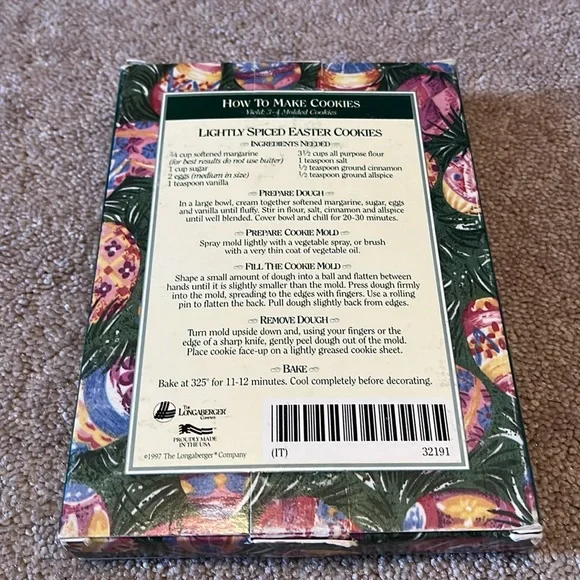 How To Make Cookies
Yield: 3-4 Molded Cookies
Lightly Spiced Easter Cookies
Ingredients Needed
¾ cup softened margarine
(for best results do not use butter)
1 cup sugar
2 eggs (medium in size)
1 teaspoon vanilla
3½ cups all purpose flour
1 teaspoon salt
½ teaspoon ground cinnamon
½ teaspoon ground allspice
Prepare Dough
In a large bowl, cream together softened margarine, sugar, eggs
and vanilla until fluffy. Stir in flour, salt, cinnamon and allspice
until well blended. Cover bowl and chill for 20-30 minutes.
Prepare Cookie Mold
Spray mold lightly with a vegetable spray, or brush
with a very thin coat of vegetable oil.
Fill The Cookie Mold
Shape a small amount of dough into a ball and flatten between
hands until it is slightly smaller than the mold. Press dough firmly
into the mold, spreading to the edges with fingers. Use a rolling
pin to flatten the back. Pull dough slightly back from edges.
Remove Dough
Turn mold upside down and, using your fingers or the
edge of a sharp knife, gently peel dough out of the mold.
Place cookie face-up on a lightly greased cookie sheet.
Bake
Bake at 325° for 11-12 minutes. Cool completely before decorating.
The
Longaberger
Company
PROUDLY MADE
IN THE USA
©1997 The Longaberger® Company
(IT) 32191